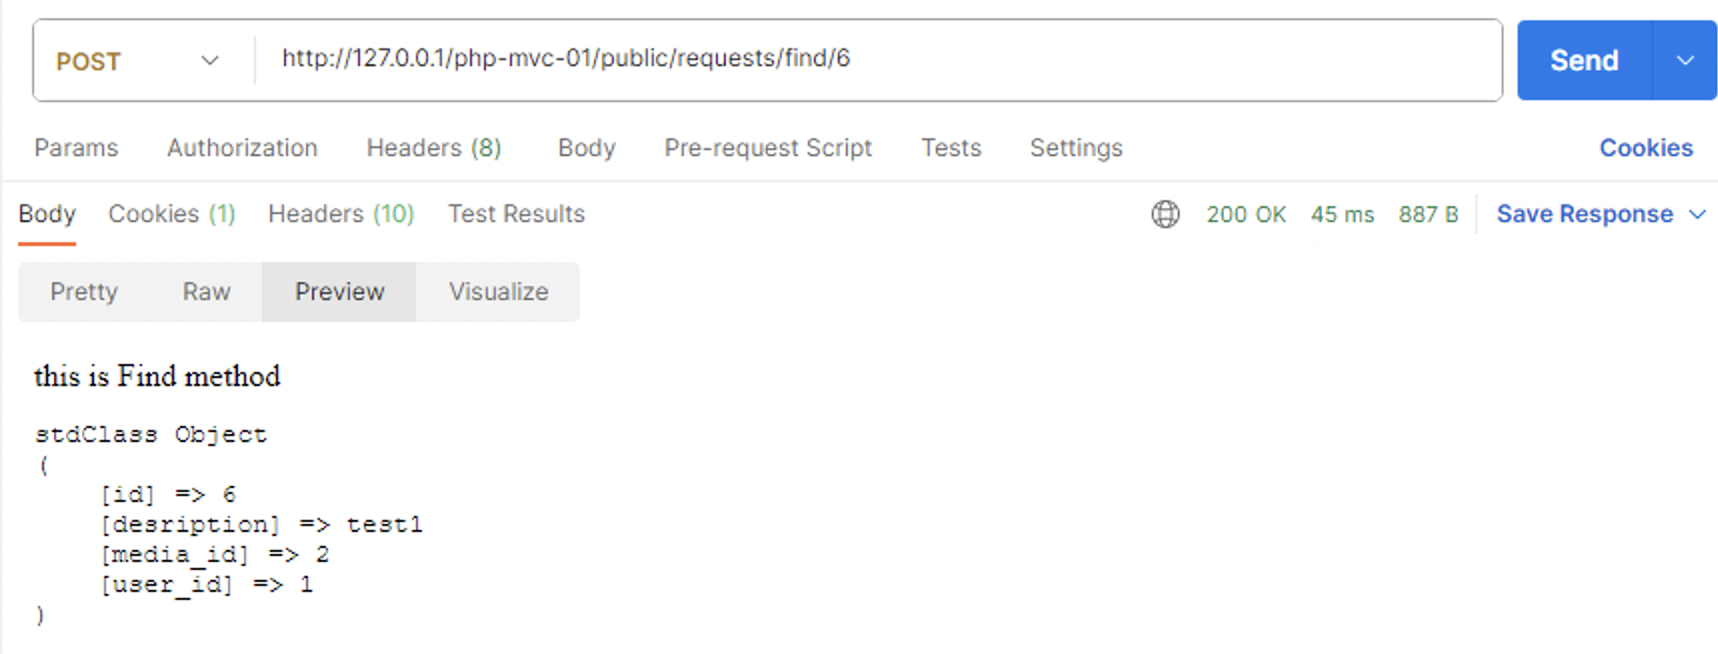 POST http://127.0.0.1/php-mvc-01/public/requests/find/6 Send
Params Authorization Headers (8) Body Pre-request Script Tests Settings Cookies
Body Cookies (1) Headers (10) Test Results 200 OK 45 ms 887 B Save Response
Pretty Raw Preview Visualize
this is Find method
stdClass Object
(
[id] => 6
[desription] => test1
[media_id] => 2
[user_id] => 1
)